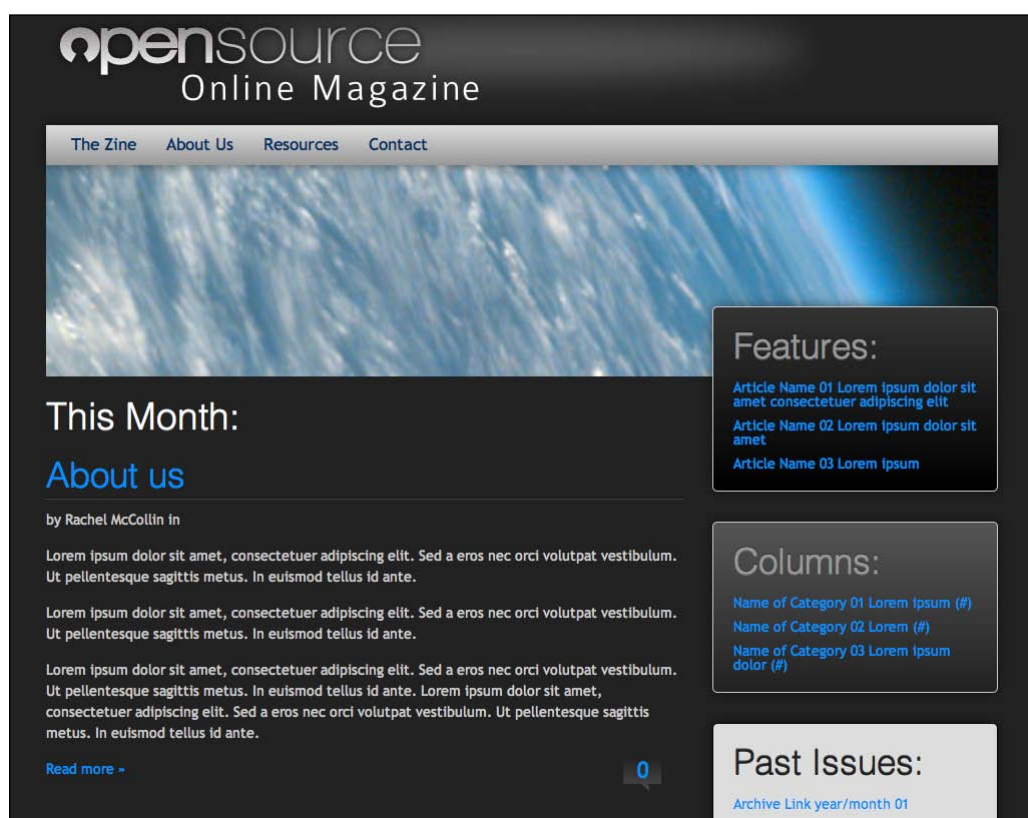 opensource
Online Magazine
The Zine About Us Resources Contact
This Month:
About us
by Rachel McCollin in
Lorem ipsum dolor sit amet, consectetuer adipiscing elit. Sed a eros nec orci volutpat vestibulum.
Ut pellentesque sagittis metus. In euismod tellus id ante.
Lorem ipsum dolor sit amet, consectetuer adipiscing elit. Sed a eros nec orci volutpat vestibulum.
Ut pellentesque sagittis metus. In euismod tellus id ante.
Lorem ipsum dolor sit amet, consectetuer adipiscing elit. Sed a eros nec orci volutpat vestibulum.
Ut pellentesque sagittis metus. In euismod tellus id ante. Lorem ipsum dolor sit amet,
consectetuer adipiscing elit. Sed a eros nec orci volutpat vestibulum. Ut pellentesque sagittis
metus. In euismod tellus id ante.
Read more »
0
Features:
Article Name 01 Lorem ipsum dolor sit
amet consectetuer adipiscing elit
Article Name 02 Lorem ipsum dolor sit
amet
Article Name 03 Lorem ipsum
Columns:
Name of Category 01 Lorem ipsum (#)
Name of Category 02 Lorem (#)
Name of Category 03 Lorem ipsum
dolor (#)
Past Issues:
Archive Link year/month 01